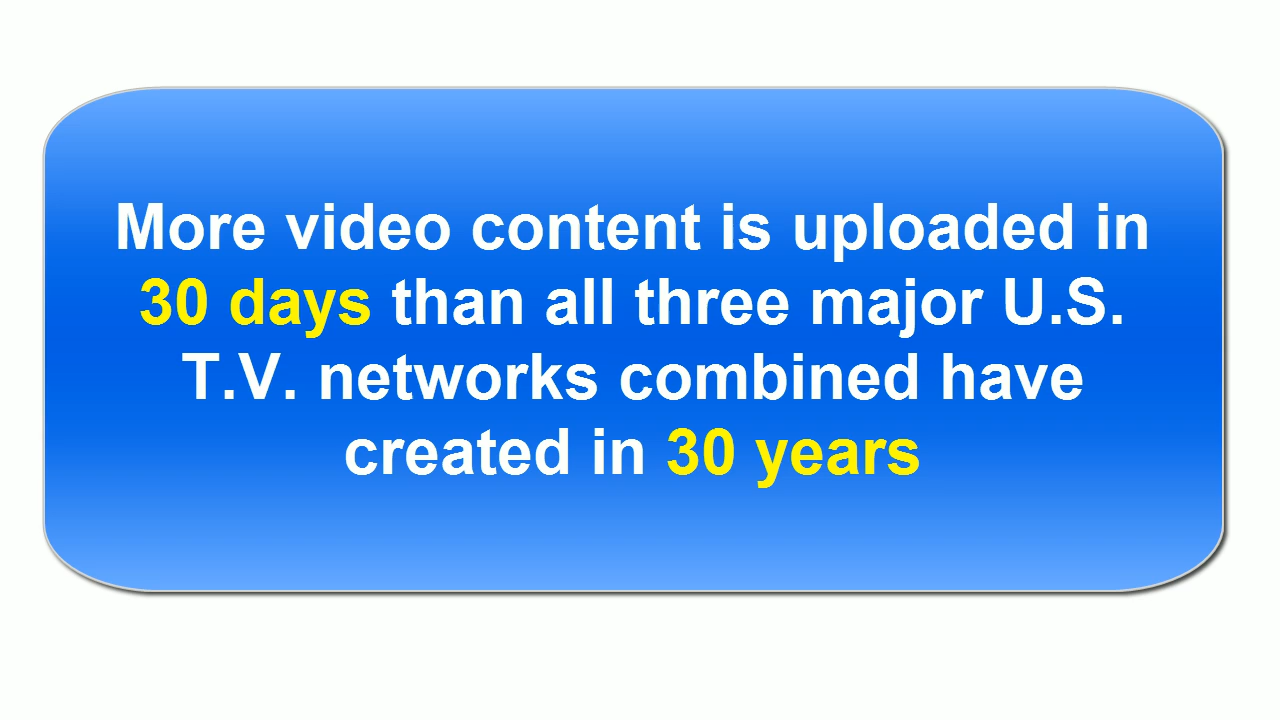 More video content is uploaded in
30 days than all three major U.S.
T.V. networks combined have
created in 30 years